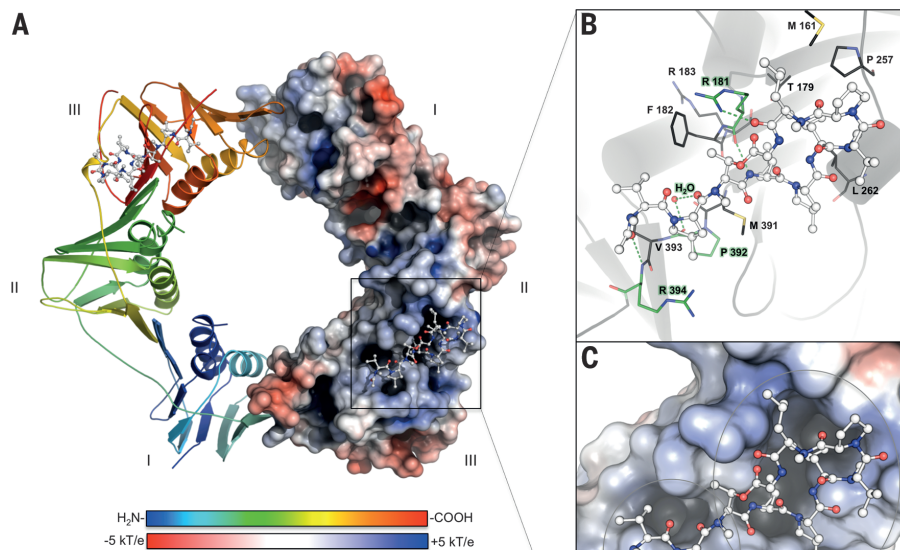 A
III
I
II
II
I
III
H₂N-
-COOH
-5 kT/e
+5 kT/e
B
M 161
P 257
R 183
R 181
T 179
F 182
L 262
H₂O
M 391
V 393
P 392
R 394
C